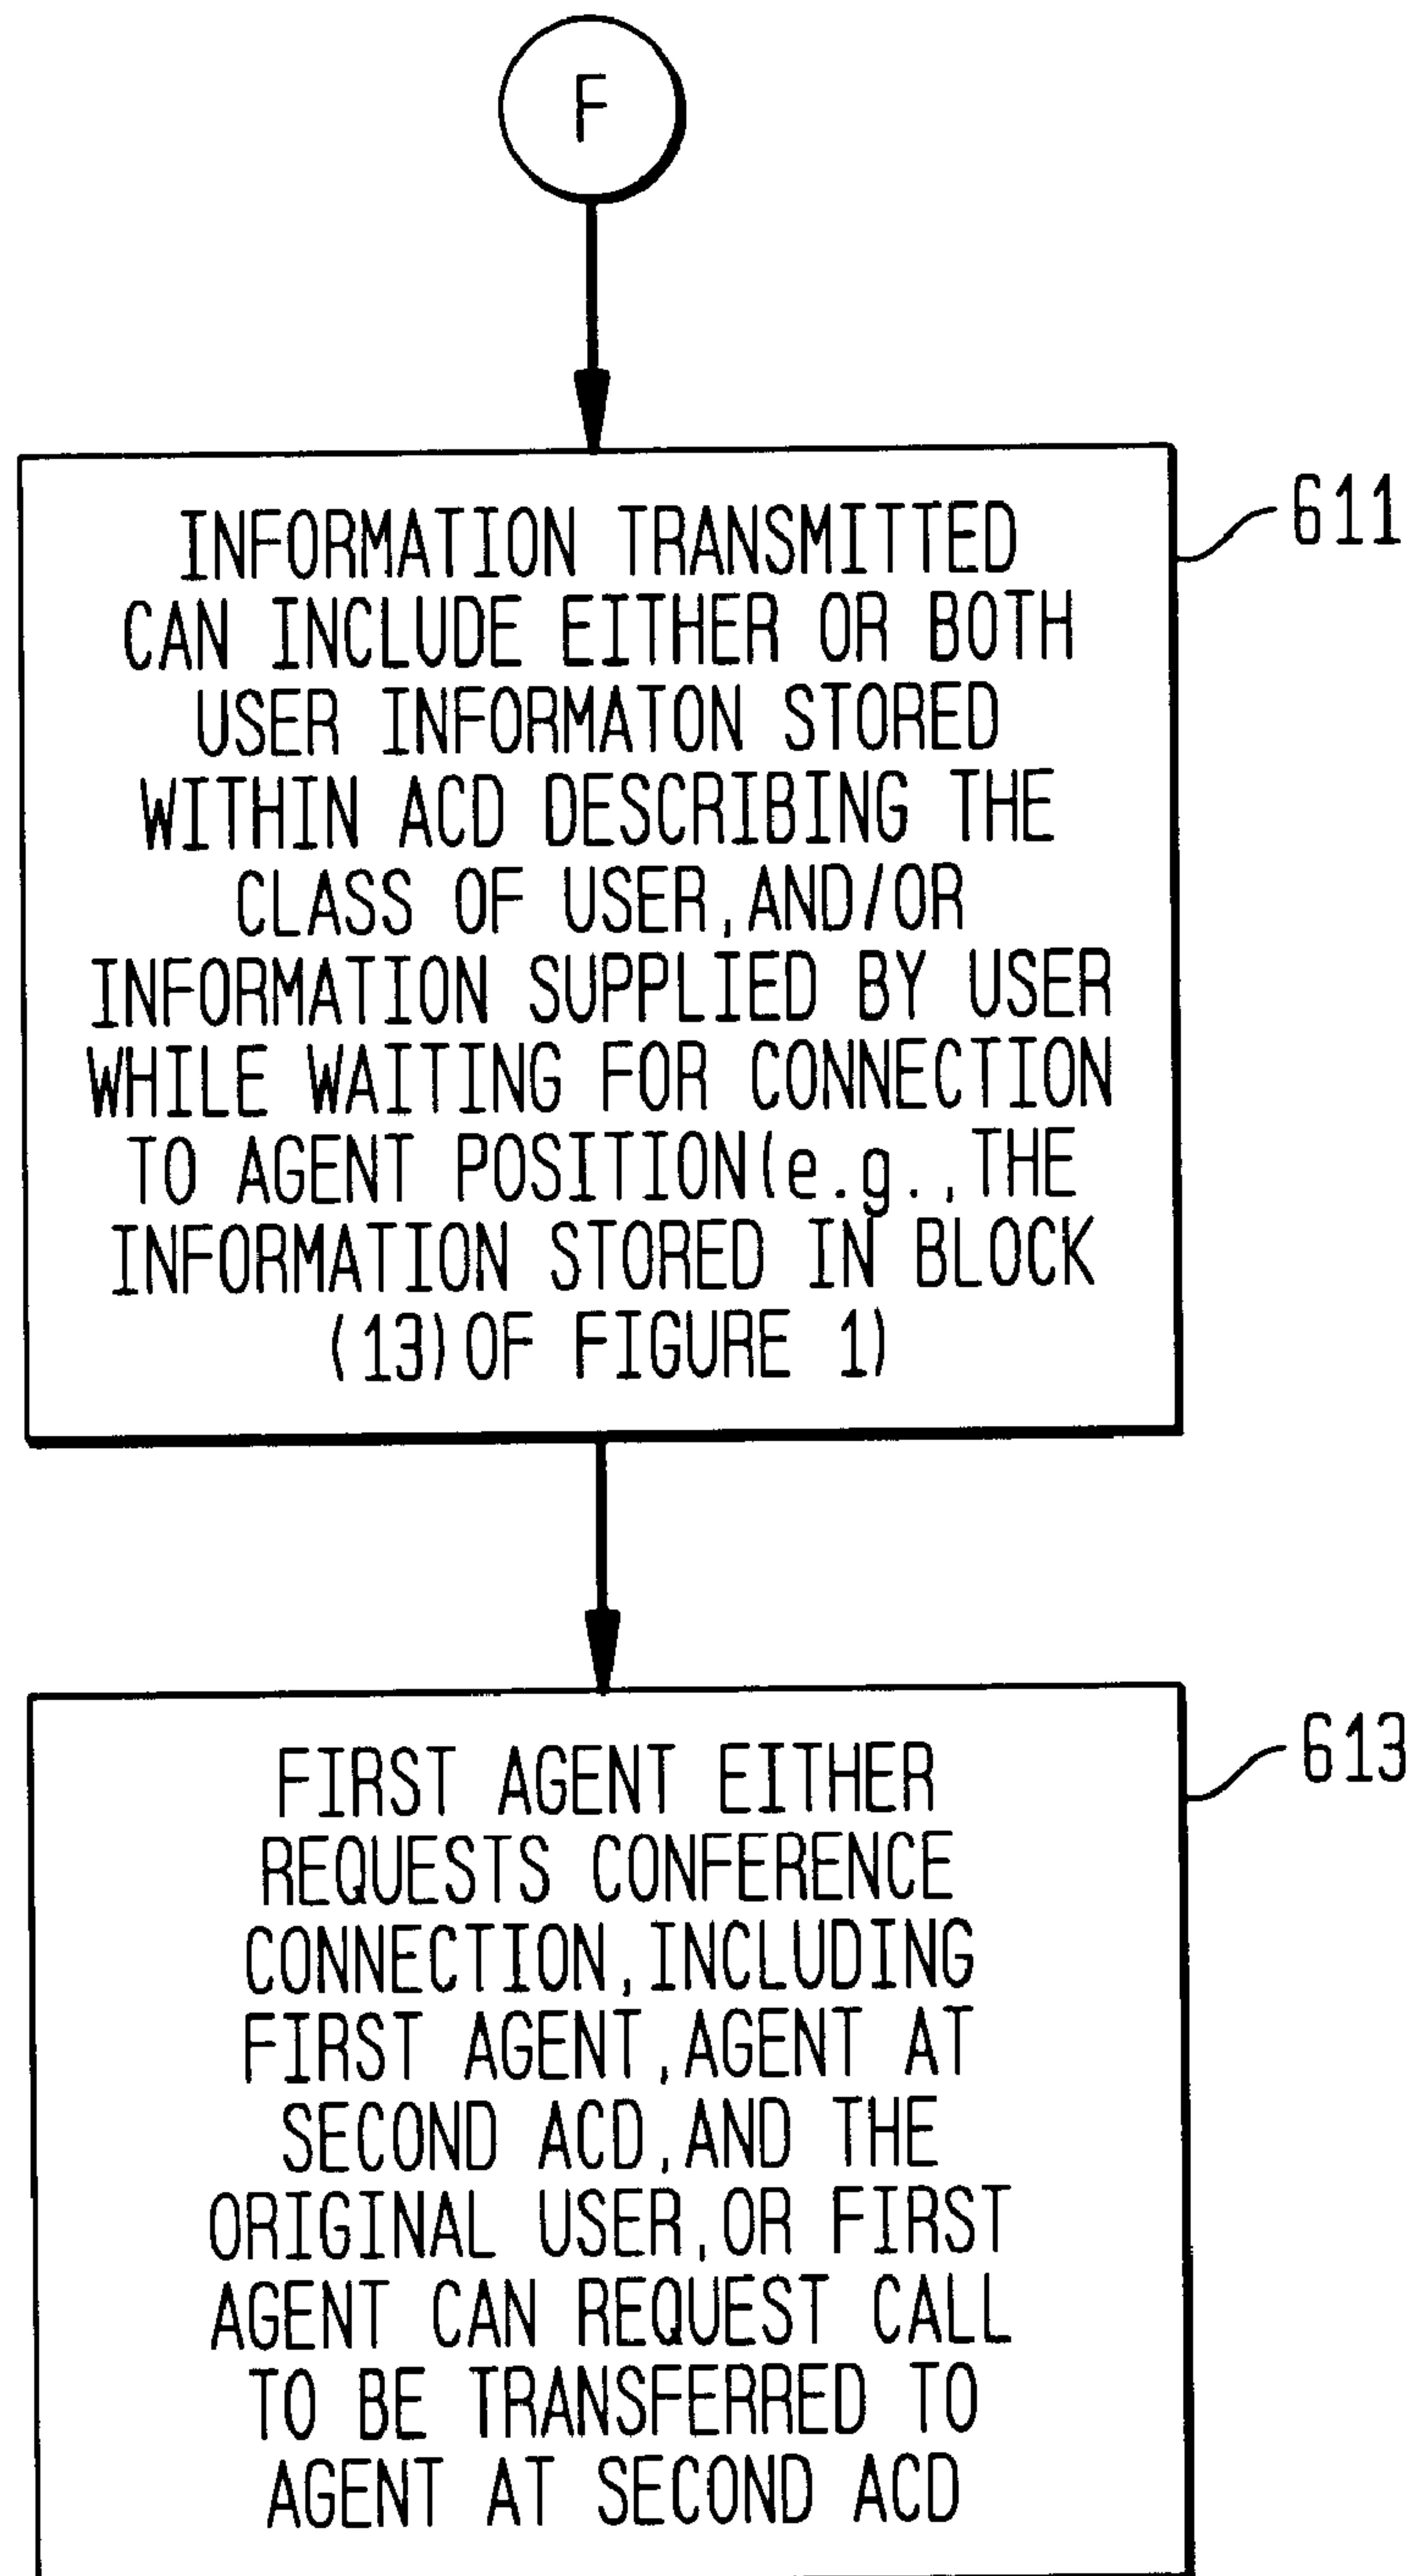 F
611
INFORMATION TRANSMITTED
CAN INCLUDE EITHER OR BOTH
USER INFORMATON STORED
WITHIN ACD DESCRIBING THE
CLASS OF USER,AND/OR
INFORMATION SUPPLIED BY USER
WHILE WAITING FOR CONNECTION
TO AGENT POSITION(e.g.,THE
INFORMATION STORED IN BLOCK
(13)OF FIGURE 1)
613
FIRST AGENT EITHER
REQUESTS CONFERENCE
CONNECTION,INCLUDING
FIRST AGENT,AGENT AT
SECOND ACD,AND THE
ORIGINAL USER,OR FIRST
AGENT CAN REQUEST CALL
TO BE TRANSFERRED TO
AGENT AT SECOND ACD